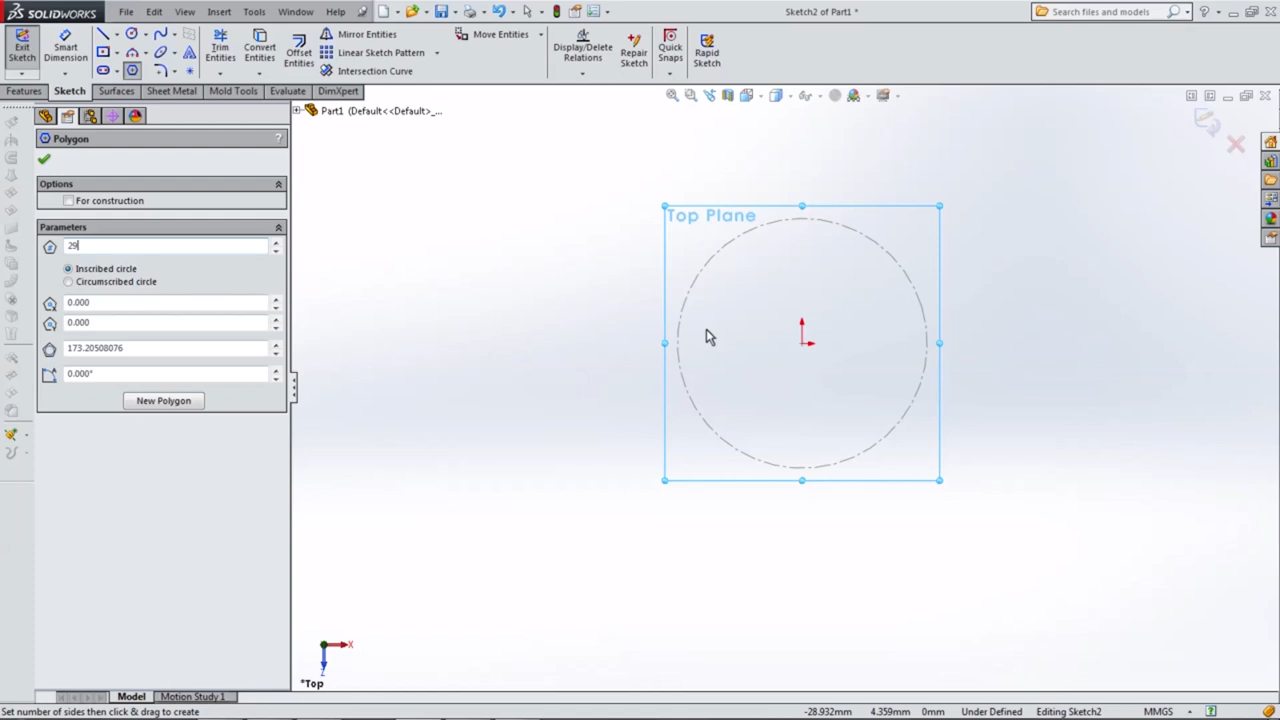 SOLIDWORKS File Edit View Insert Tools Window Help Sketch2 of Part1 * Search files and models
Exit Sketch
Smart Dimension
Trim Entities
Convert Entities
Offset Entities
Mirror Entities
Linear Sketch Pattern
Intersection Curve
Move Entities
Display/Delete Relations
Repair Sketch
Quick Snaps
Rapid Sketch
Features Sketch Surfaces Sheet Metal Mold Tools Evaluate DimXpert
Part1 (Default<<Default>_...
Polygon ?
Options
For construction
Parameters
29
Inscribed circle
Circumscribed circle
0.000
0.000
173.20508076
0.000°
New Polygon
Top Plane
X
Z
*Top
Model Motion Study 1
Set number of sides then click & drag to create -28.932mm 4.359mm 0mm Under Defined Editing Sketch2 MMGS ?